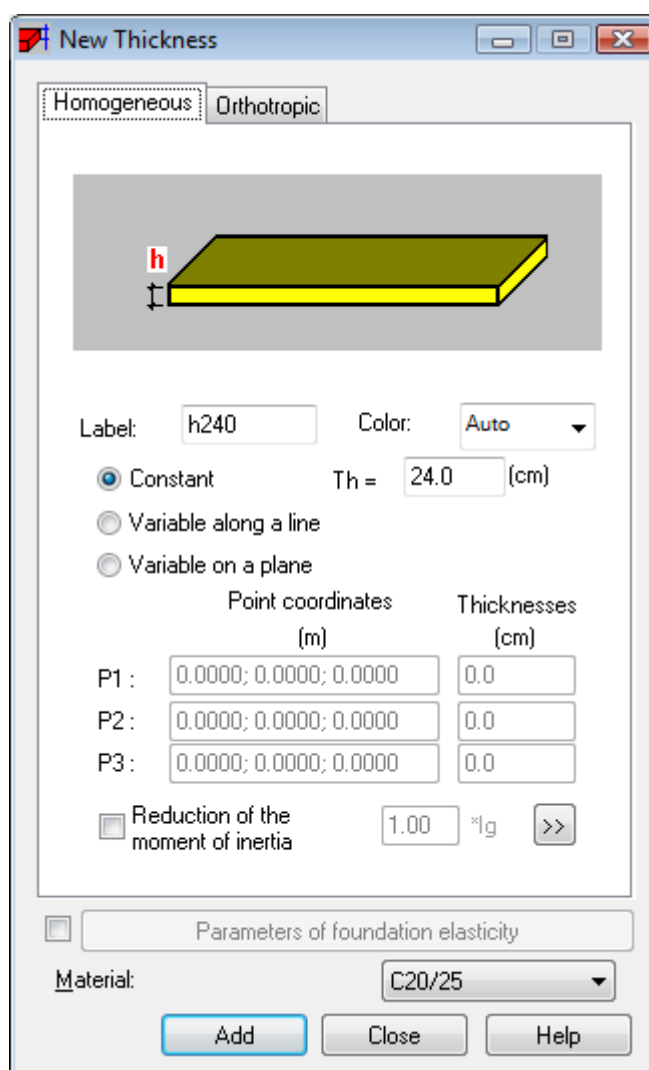 New Thickness
Homogeneous Orthotropic
h
Label: h240 Color: Auto
Constant Th = 24.0 (cm)
Variable along a line
Variable on a plane
Point coordinates Thicknesses
(m) (cm)
P1 : 0.0000; 0.0000; 0.0000 0.0
P2 : 0.0000; 0.0000; 0.0000 0.0
P3 : 0.0000; 0.0000; 0.0000 0.0
Reduction of the
moment of inertia 1.00 *Ig >>
Parameters of foundation elasticity
Material: C20/25
Add Close Help